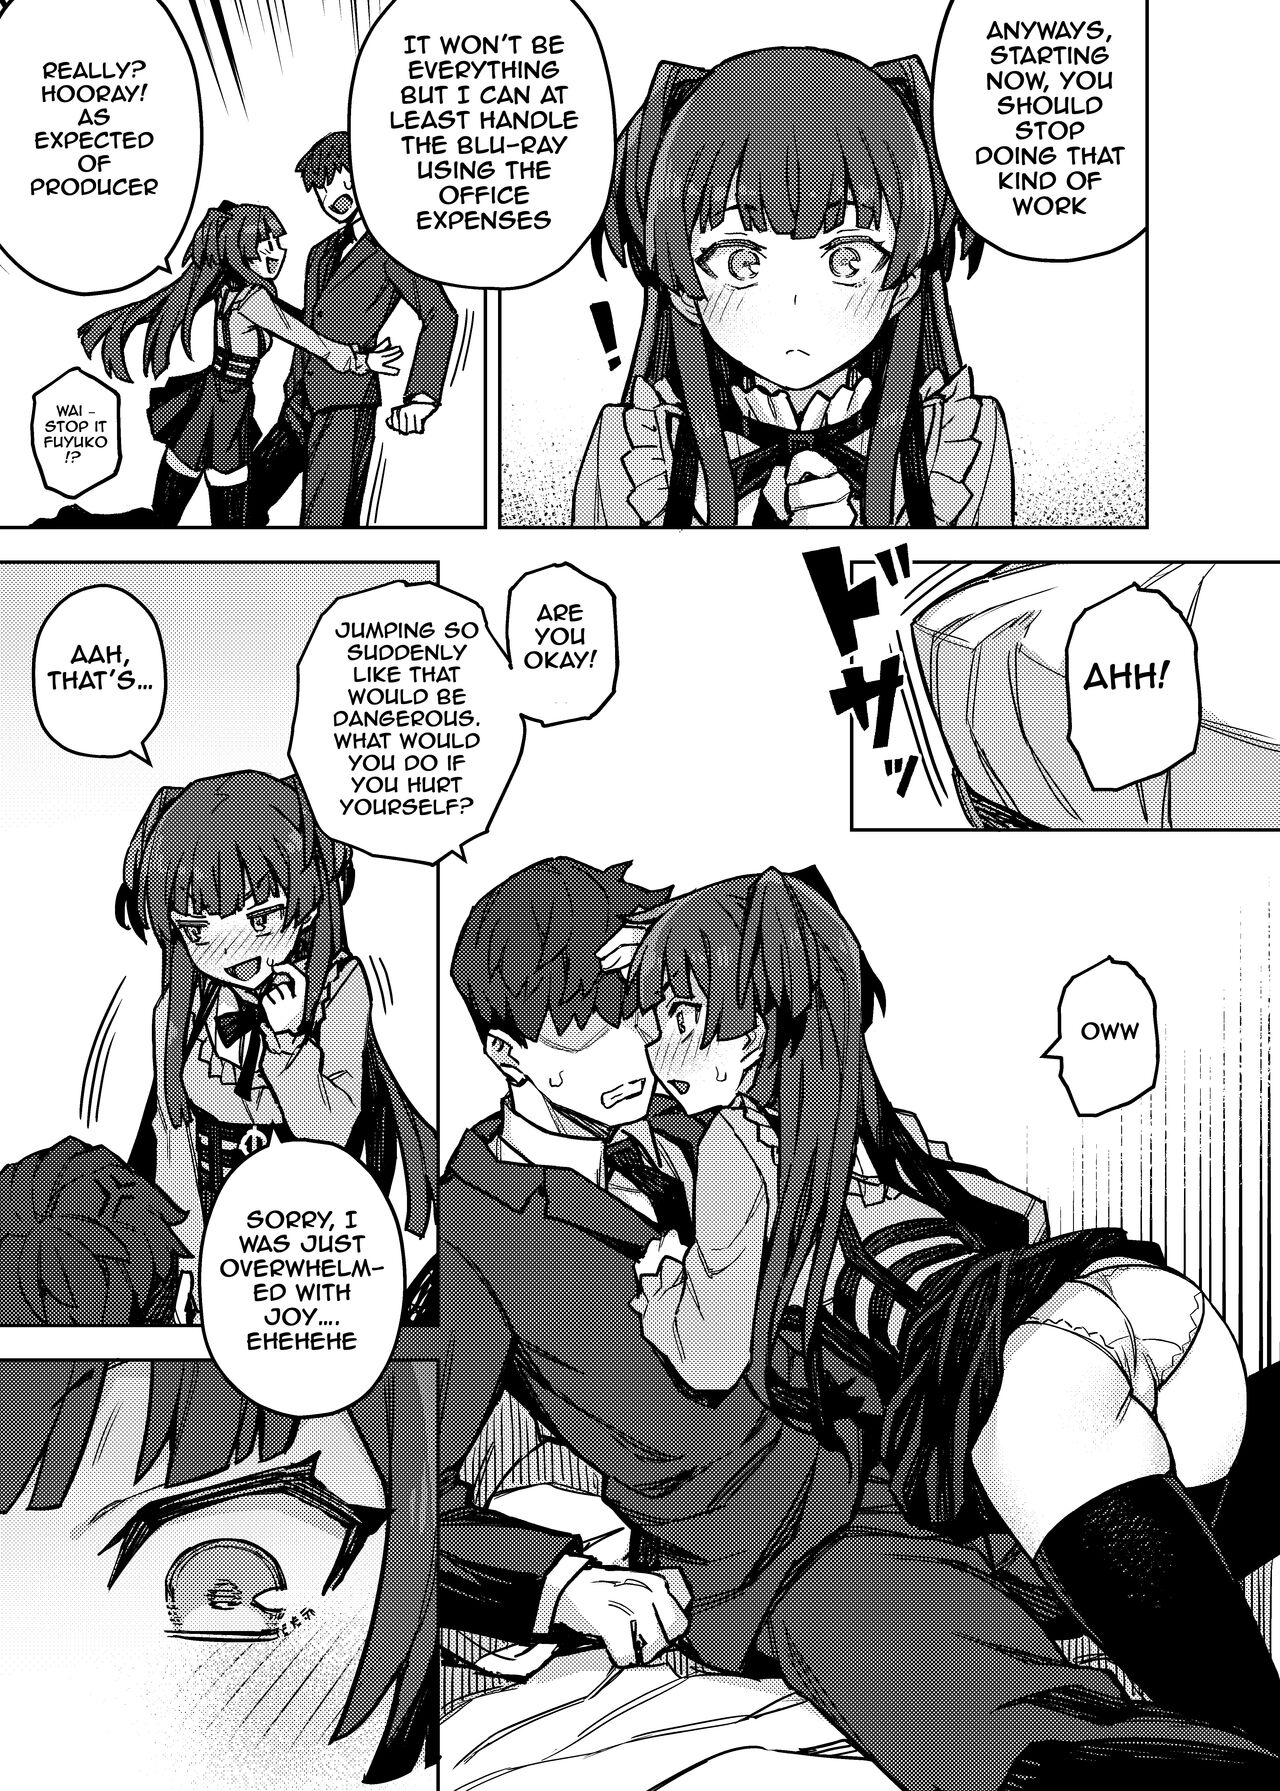 ANYWAYS,
STARTING
NOW, YOU
SHOULD
STOP
DOING THAT
KIND OF
WORK
!
IT WON'T BE
EVERYTHING
BUT I CAN AT
LEAST HANDLE
THE BLU-RAY
USING THE
OFFICE
EXPENSES
REALLY?
HOORAY!
AS
EXPECTED
OF
PRODUCER
WAI -
STOP IT
FUYUKO
!?
AHH!
ドサッ
OWW
ARE
YOU
OKAY!
JUMPING SO
SUDDENLY
LIKE THAT
WOULD BE
DANGEROUS.
WHAT WOULD
YOU DO IF
YOU HURT
YOURSELF?
AAH,
THAT'S...
SORRY, I
WAS JUST
OVERWHELM-
ED WITH
JOY....
EHEHEHE